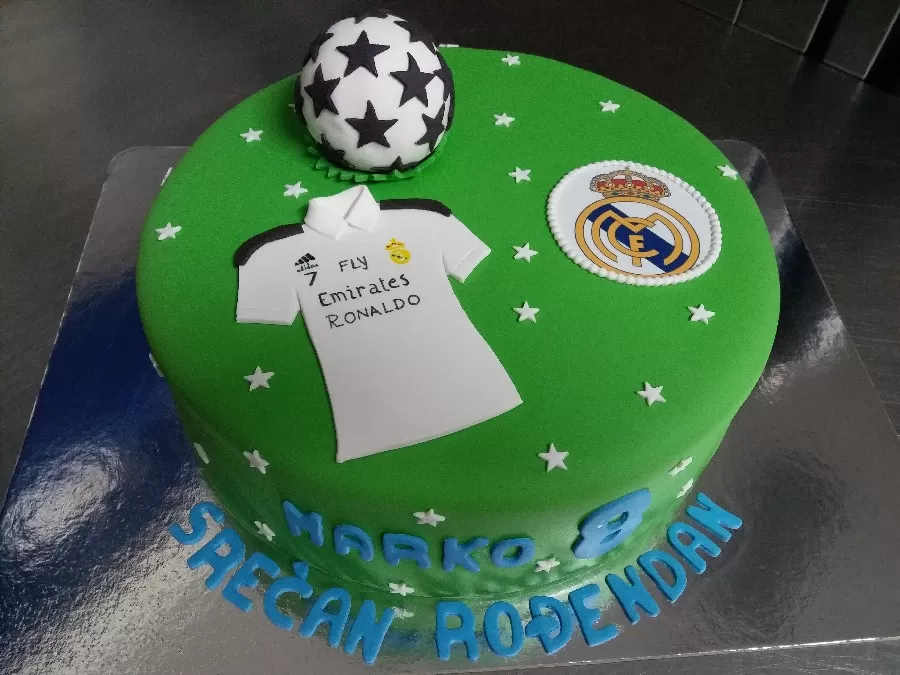 adidas
7
FLY
Emirates
RONALDO
MARKO 8
SREĆAN ROĐENDAN